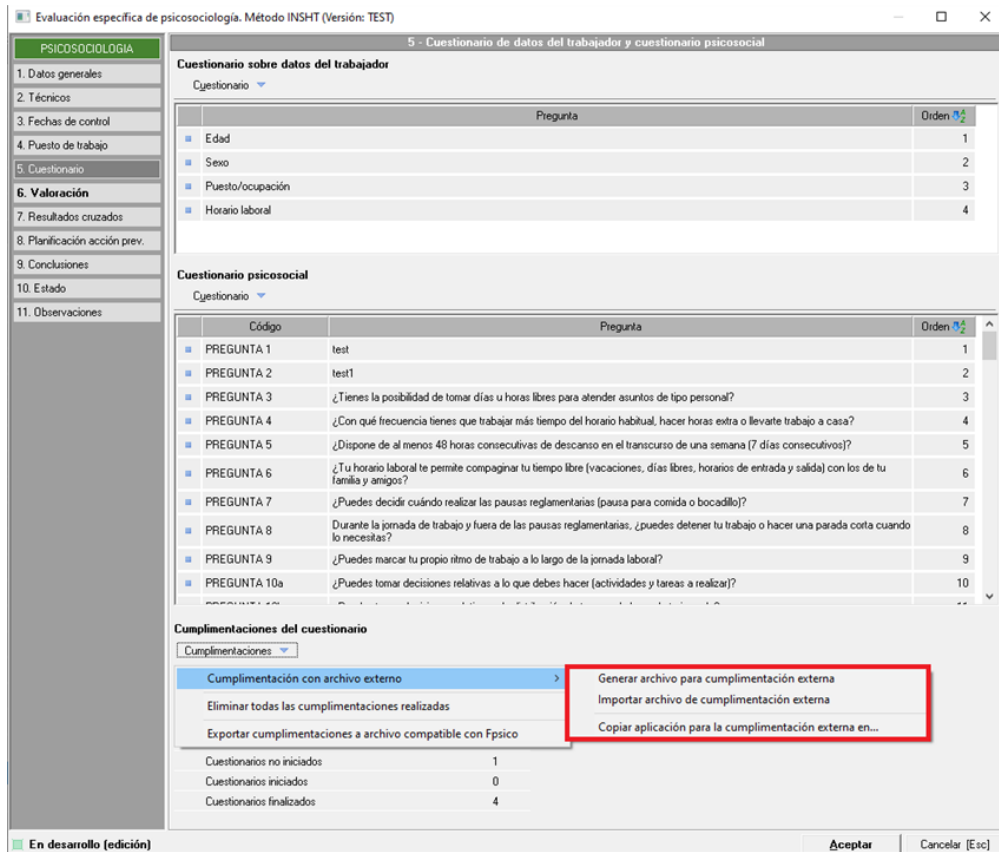 Evaluación específica de psicosociología. Método INSHT (Versión: TEST)
PSICOSOCIOLOGIA
1. Datos generales
2. Técnicos
3. Fechas de control
4. Puesto de trabajo
5. Cuestionario
6. Valoración
7. Resultados cruzados
8. Planificación acción prev.
9. Conclusiones
10. Estado
11. Observaciones
5 - Cuestionario de datos del trabajador y cuestionario psicosocial
Cuestionario sobre datos del trabajador
Cuestionario
Pregunta Orden
Edad 1
Sexo 2
Puesto/ocupación 3
Horario laboral 4
Cuestionario psicosocial
Cuestionario
Código Pregunta Orden
PREGUNTA 1 test 1
PREGUNTA 2 test1 2
PREGUNTA 3 ¿Tienes la posibilidad de tomar días u horas libres para atender asuntos de tipo personal? 3
PREGUNTA 4 ¿Con qué frecuencia tienes que trabajar más tiempo del horario habitual, hacer horas extra o llevarte trabajo a casa? 4
PREGUNTA 5 ¿Dispone de al menos 48 horas consecutivas de descanso en el transcurso de una semana (7 días consecutivos)? 5
PREGUNTA 6 ¿Tu horario laboral te permite compaginar tu tiempo libre (vacaciones, días libres, horarios de entrada y salida) con los de tu
familia y amigos? 6
PREGUNTA 7 ¿Puedes decidir cuándo realizar las pausas reglamentarias (pausa para comida o bocadillo)? 7
PREGUNTA 8 Durante la jornada de trabajo y fuera de las pausas reglamentarias, ¿puedes detener tu trabajo o hacer una parada corta cuando
lo necesitas? 8
PREGUNTA 9 ¿Puedes marcar tu propio ritmo de trabajo a lo largo de la jornada laboral? 9
PREGUNTA 10a ¿Puedes tomar decisiones relativas a lo que debes hacer (actividades y tareas a realizar)? 10
Cumplimentaciones del cuestionario
Cumplimentaciones
Cumplimentación con archivo externo >
Eliminar todas las cumplimentaciones realizadas
Exportar cumplimentaciones a archivo compatible con Fpsico
Generar archivo para cumplimentación externa
Importar archivo de cumplimentación externa
Copiar aplicación para la cumplimentación externa en...
Cuestionarios no iniciados 1
Cuestionarios iniciados 0
Cuestionarios finalizados 4
En desarrollo (edición)
Aceptar
Cancelar [Esc]